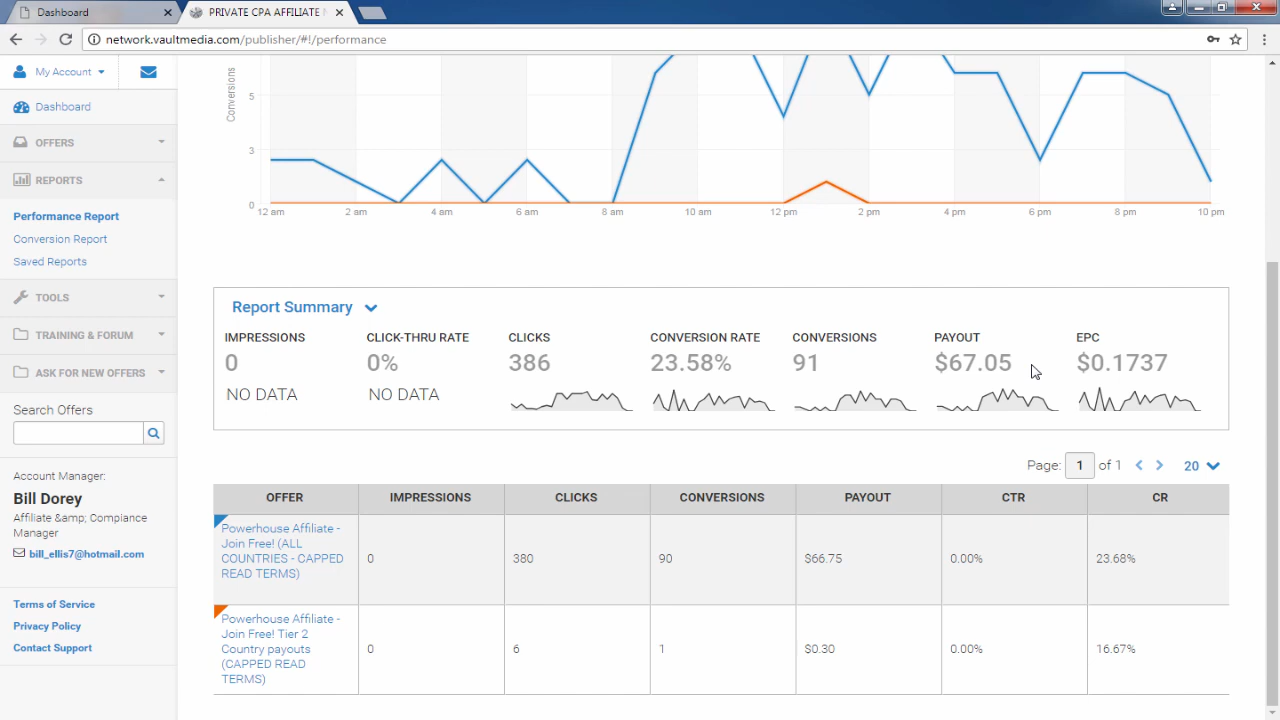 Dashboard
PRIVATE CPA AFFILIATE
network.vaultmedia.com/publisher/#!/performance
My Account
Dashboard
OFFERS
REPORTS
Performance Report
Conversion Report
Saved Reports
TOOLS
TRAINING & FORUM
ASK FOR NEW OFFERS
Search Offers
Account Manager:
Bill Dorey
Affiliate &amp; Compiance
Manager
bill_ellis7@hotmail.com
Terms of Service
Privacy Policy
Contact Support
Conversions
5
3
0
12 am 2 am 4 am 6 am 8 am 10 am 12 pm 2 pm 4 pm 6 pm 8 pm 10 pm
Report Summary
IMPRESSIONS CLICK-THRU RATE CLICKS CONVERSION RATE CONVERSIONS PAYOUT EPC
0 0% 386 23.58% 91 $67.05 $0.1737
NO DATA NO DATA
Page: 1 of 1 20
OFFER IMPRESSIONS CLICKS CONVERSIONS PAYOUT CTR CR
Powerhouse Affiliate -
Join Free! (ALL
COUNTRIES - CAPPED
READ TERMS)
0 380 90 $66.75 0.00% 23.68%
Powerhouse Affiliate -
Join Free! Tier 2
Country payouts
(CAPPED READ
TERMS)
0 6 1 $0.30 0.00% 16.67%